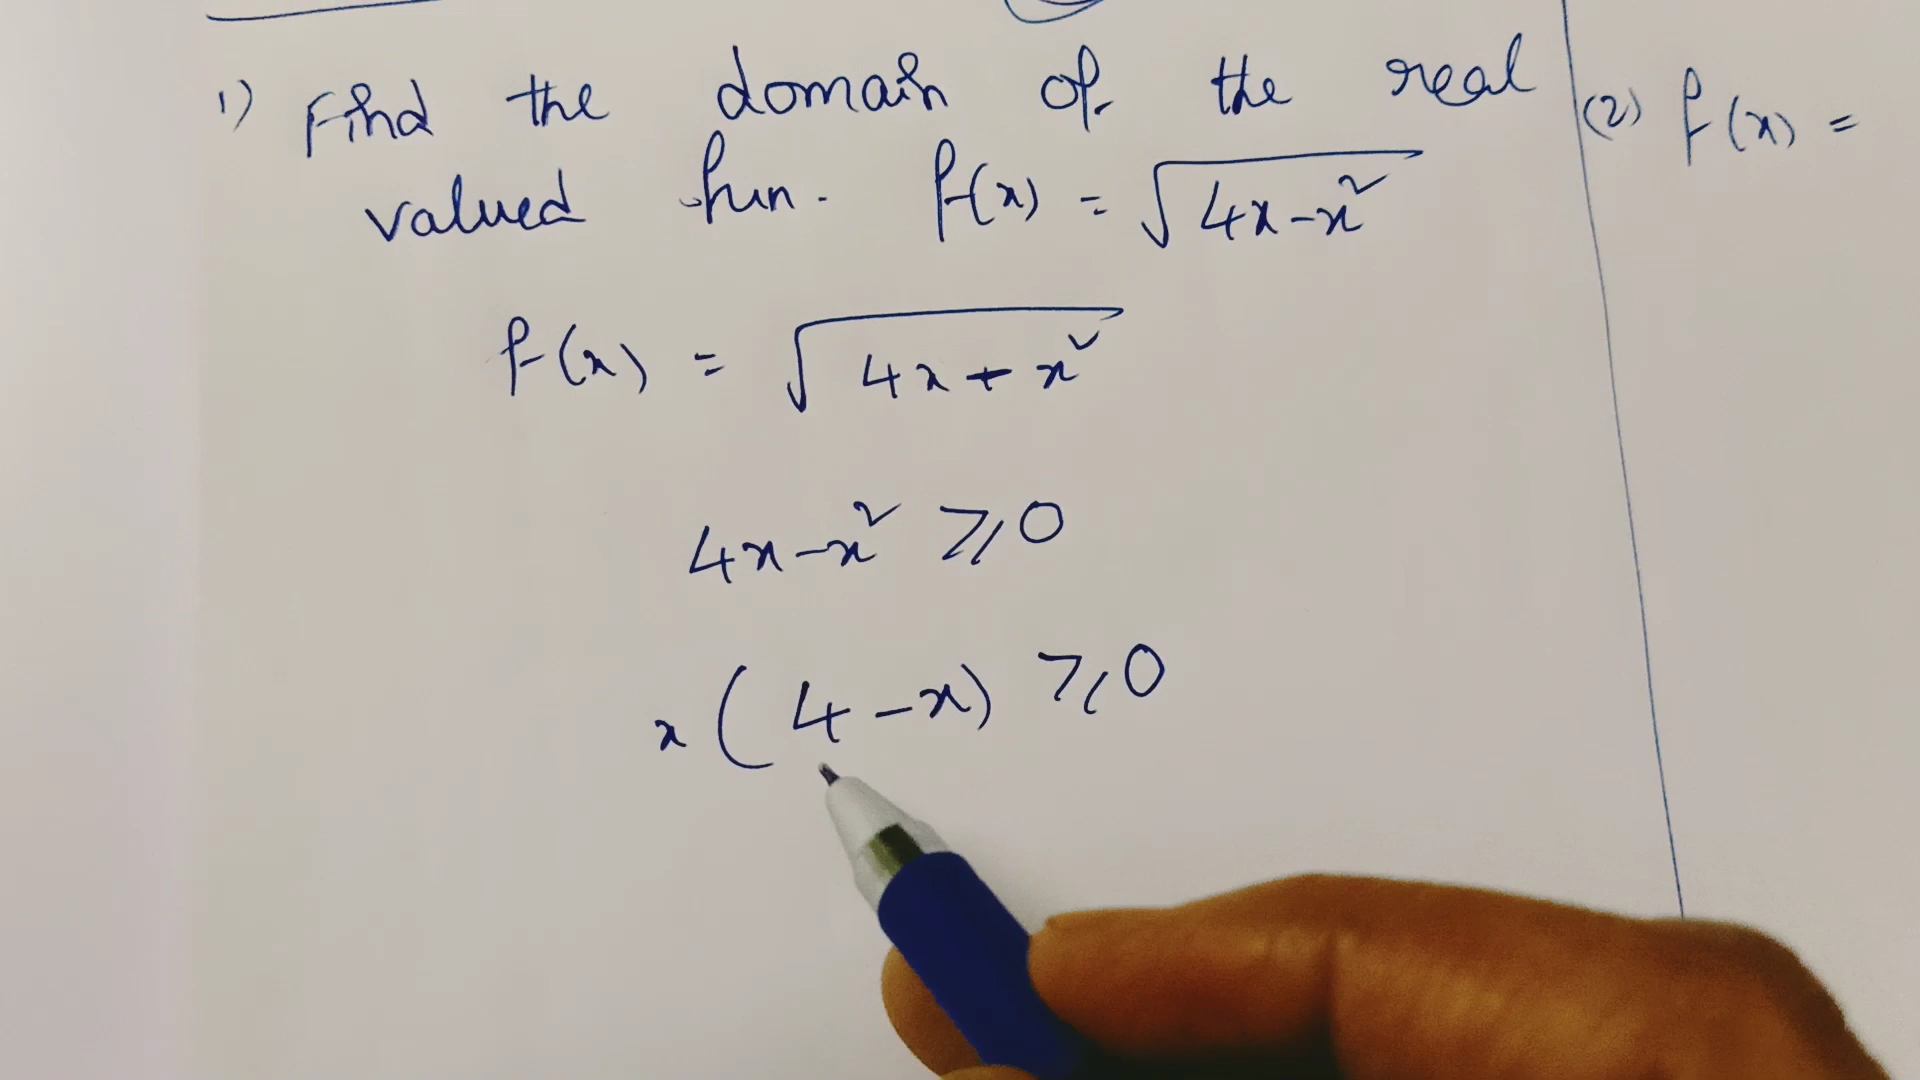 1) Find the domain of the real
valued fun. f(x) = √4x-x²
f(x) = √4x+x²
4x-x² ≥0
x(4-x) ≥0
(2) f(x) =